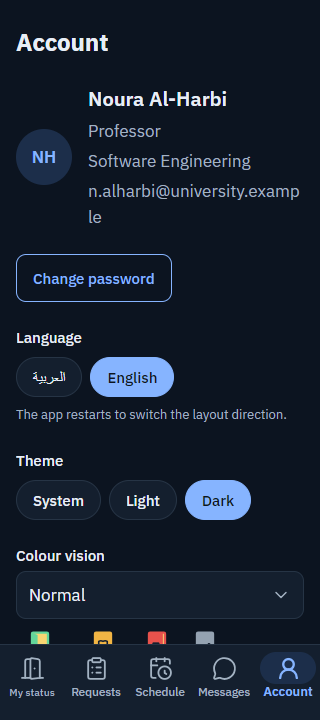 Account
Noura Al-Harbi
Professor
NH
Software Engineering
n.alharbi@university.examp
le
Change password
Language
العربية
English
The app restarts to switch the layout direction.
Theme
System
Light
Dark
Colour vision
Normal
My status
Requests
Schedule
Messages
Account